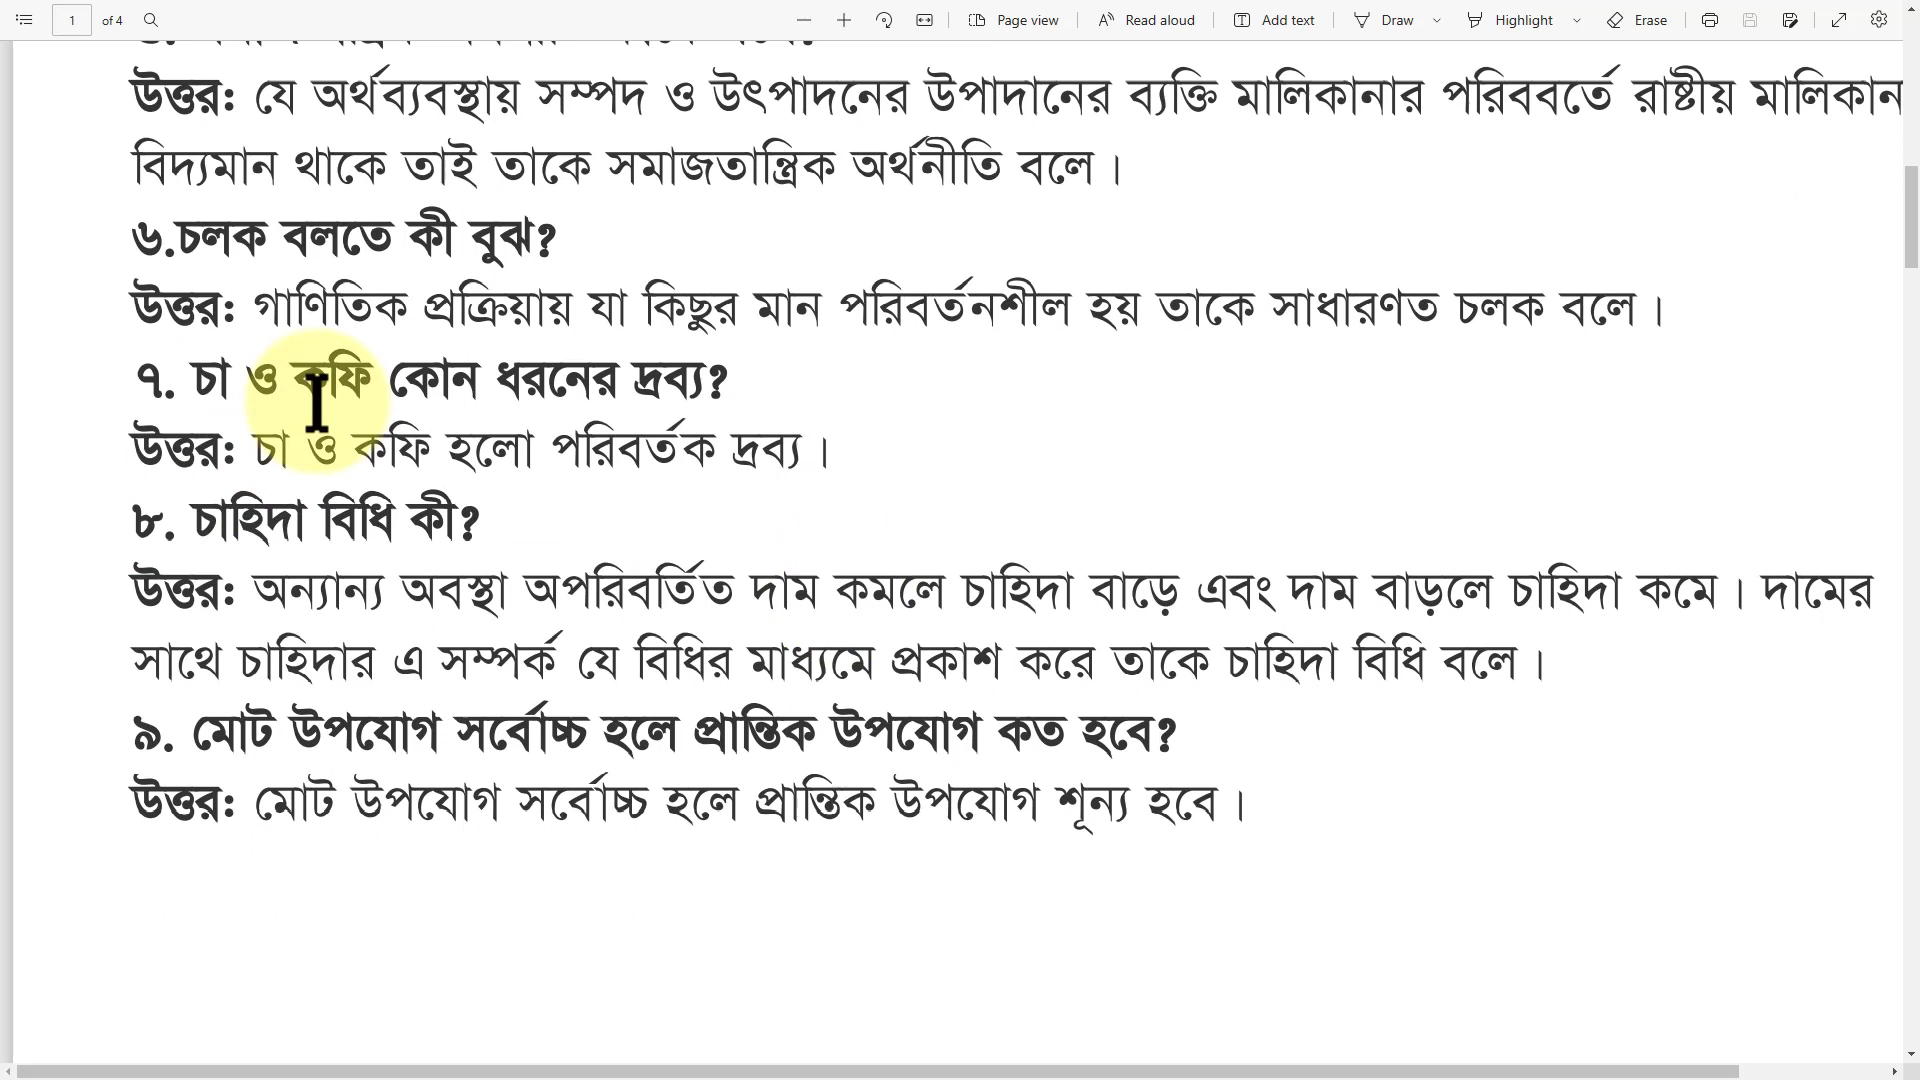 1 of 4 Page view Read aloud Add text Draw Highlight Erase
উত্তর: যে অর্থব্যবস্থায় সম্পদ ও উৎপাদনের উপাদানের ব্যক্তি মালিকানার পরিববর্তে রাষ্টীয় মালিকান
বিদ্যমান থাকে তাই তাকে সমাজতান্ত্রিক অর্থনীতি বলে।
৬.চলক বলতে কী বুঝ?
উত্তর: গাণিতিক প্রক্রিয়ায় যা কিছুর মান পরিবর্তনশীল হয় তাকে সাধারণত চলক বলে।
৭. চা ও কফি কোন ধরনের দ্রব্য?
উত্তর: চা ও কফি হলো পরিবর্তক দ্রব্য।
৮. চাহিদা বিধি কী?
উত্তর: অন্যান্য অবস্থা অপরিবর্তিত দাম কমলে চাহিদা বাড়ে এবং দাম বাড়লে চাহিদা কমে। দামের
সাথে চাহিদার এ সম্পর্ক যে বিধির মাধ্যমে প্রকাশ করে তাকে চাহিদা বিধি বলে।
৯. মোট উপযোগ সর্বোচ্চ হলে প্রান্তিক উপযোগ কত হবে?
উত্তর: মোট উপযোগ সর্বোচ্চ হলে প্রান্তিক উপযোগ শূন্য হবে।